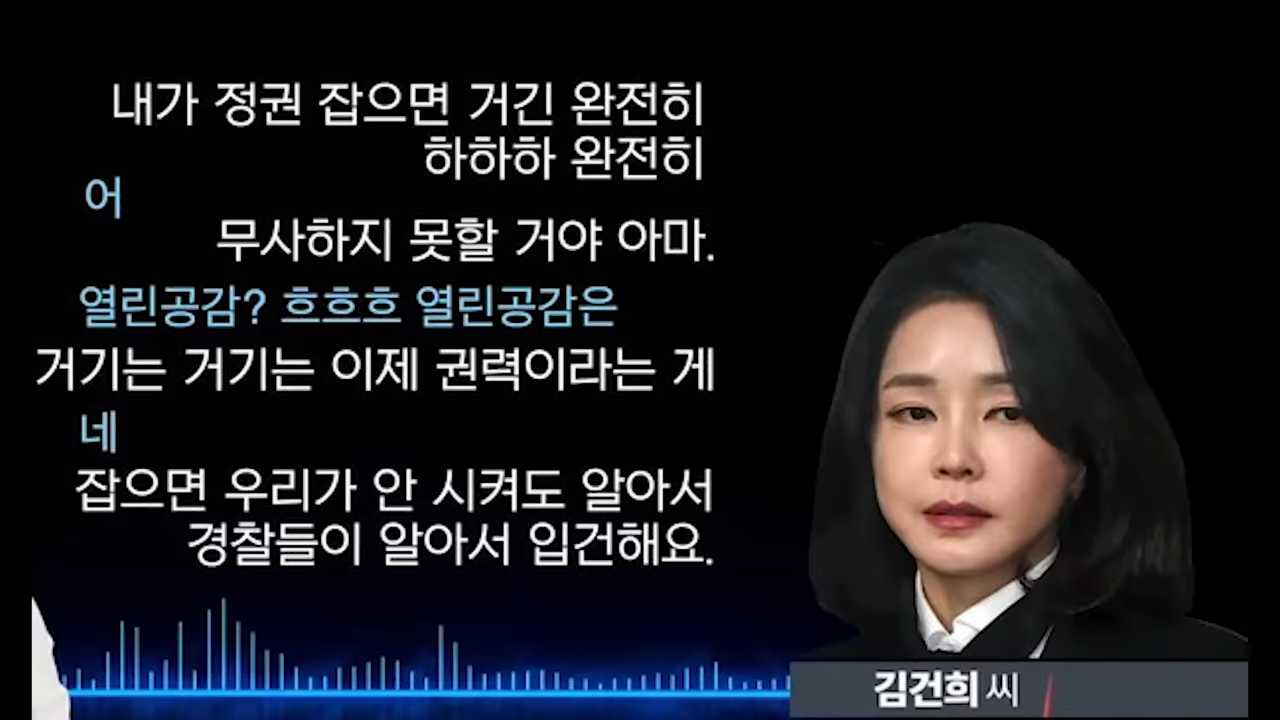 내가 정권 잡으면 거긴 완전히
하하하 완전히
어
무사하지 못할 거야 아마.
열린공감? 흐흐흐 열린공감은
거기는 거기는 이제 권력이라는 게
네
잡으면 우리가 안 시켜도 알아서
경찰들이 알아서 입건해요.
김건희 씨